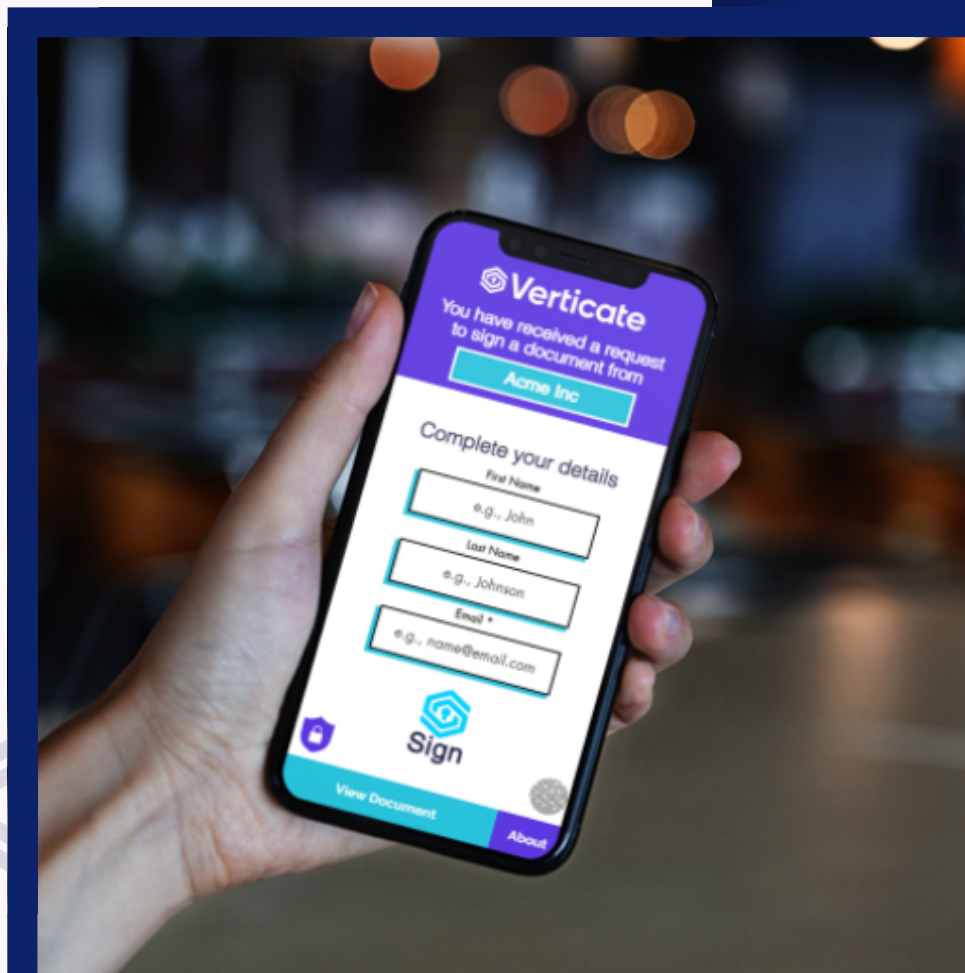 Verticate
You have received a request
to sign a document from
Acme Inc
Complete your details
First Name
e.g., John
Last Name
e.g., Johnson
Email *
e.g., name@email.com
Sign
View Document
About